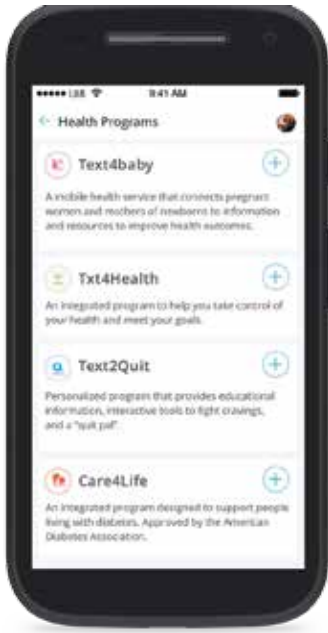 9:41 AM
Health Programs
Text4baby
A mobile health service that connects pregnant
women and mothers of newborns to information
and resources to improve health outcomes.
Txt4Health
An integrated program to help you take control of
your health and meet your goals.
Text2Quit
Personalized program that provides educational
information, interactive tools to fight cravings,
and a "quit pal".
Care4Life
An integrated program designed to support people
living with diabetes. Approved by the American
Diabetes Association.